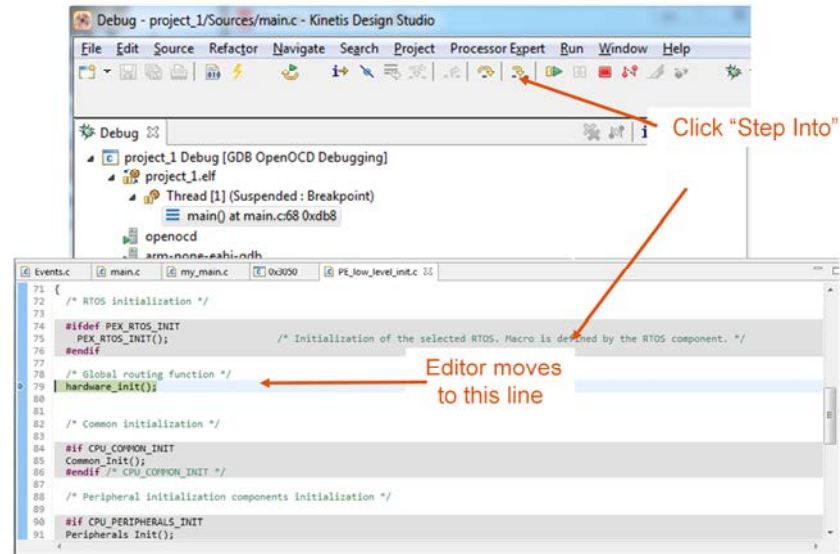 Debug - project_1/Sources/main.c - Kinetis Design Studio
File Edit Source Refactor Navigate Search Project Processor Expert Run Window Help
Click "Step Into"
Debug
project_1 Debug [GDB OpenOCD Debugging]
project_1.elf
Thread [1] (Suspended : Breakpoint)
main() at main.c:68 0xdb8
openocd
arm-none-eabi-gdb
Events.c main.c my_main.c 0x3050 PE_low_level_init.c
71 {
72 /* RTOS initialization */
73
74 #ifdef PEX_RTOS_INIT
75 PEX_RTOS_INIT(); /* Initialization of the selected RTOS. Macro is defined by the RTOS component. */
76 #endif
77
78 /* Global routing function */
79 hardware_init();
80
81
82 /* Common initialization */
83
84 #if CPU_COMMON_INIT
85 Common_Init();
86 #endif /* CPU_COMMON_INIT */
87
88 /* Peripheral initialization components initialization */
89
90 #if CPU_PERIPHERALS_INIT
91 Peripherals_Init();
Editor moves
to this line